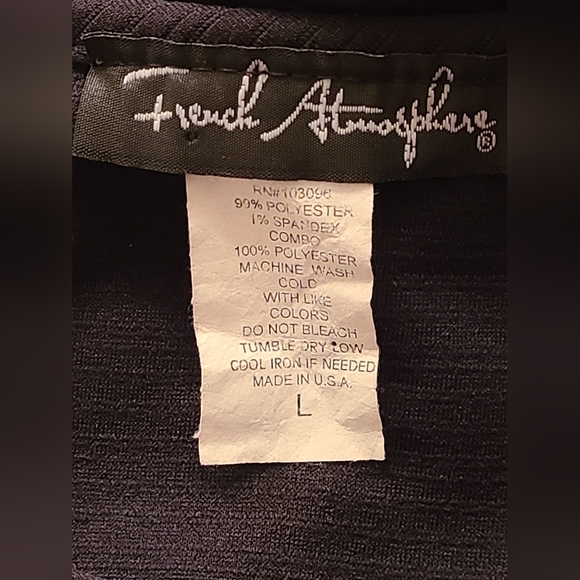 French Atmosphere®
RN#103096
99% POLYESTER
1% SPANDEX
COMBO
100% POLYESTER
MACHINE WASH
COLD
WITH LIKE
COLORS
DO NOT BLEACH
TUMBLE DRY LOW
COOL IRON IF NEEDED
MADE IN U.S.A.
L